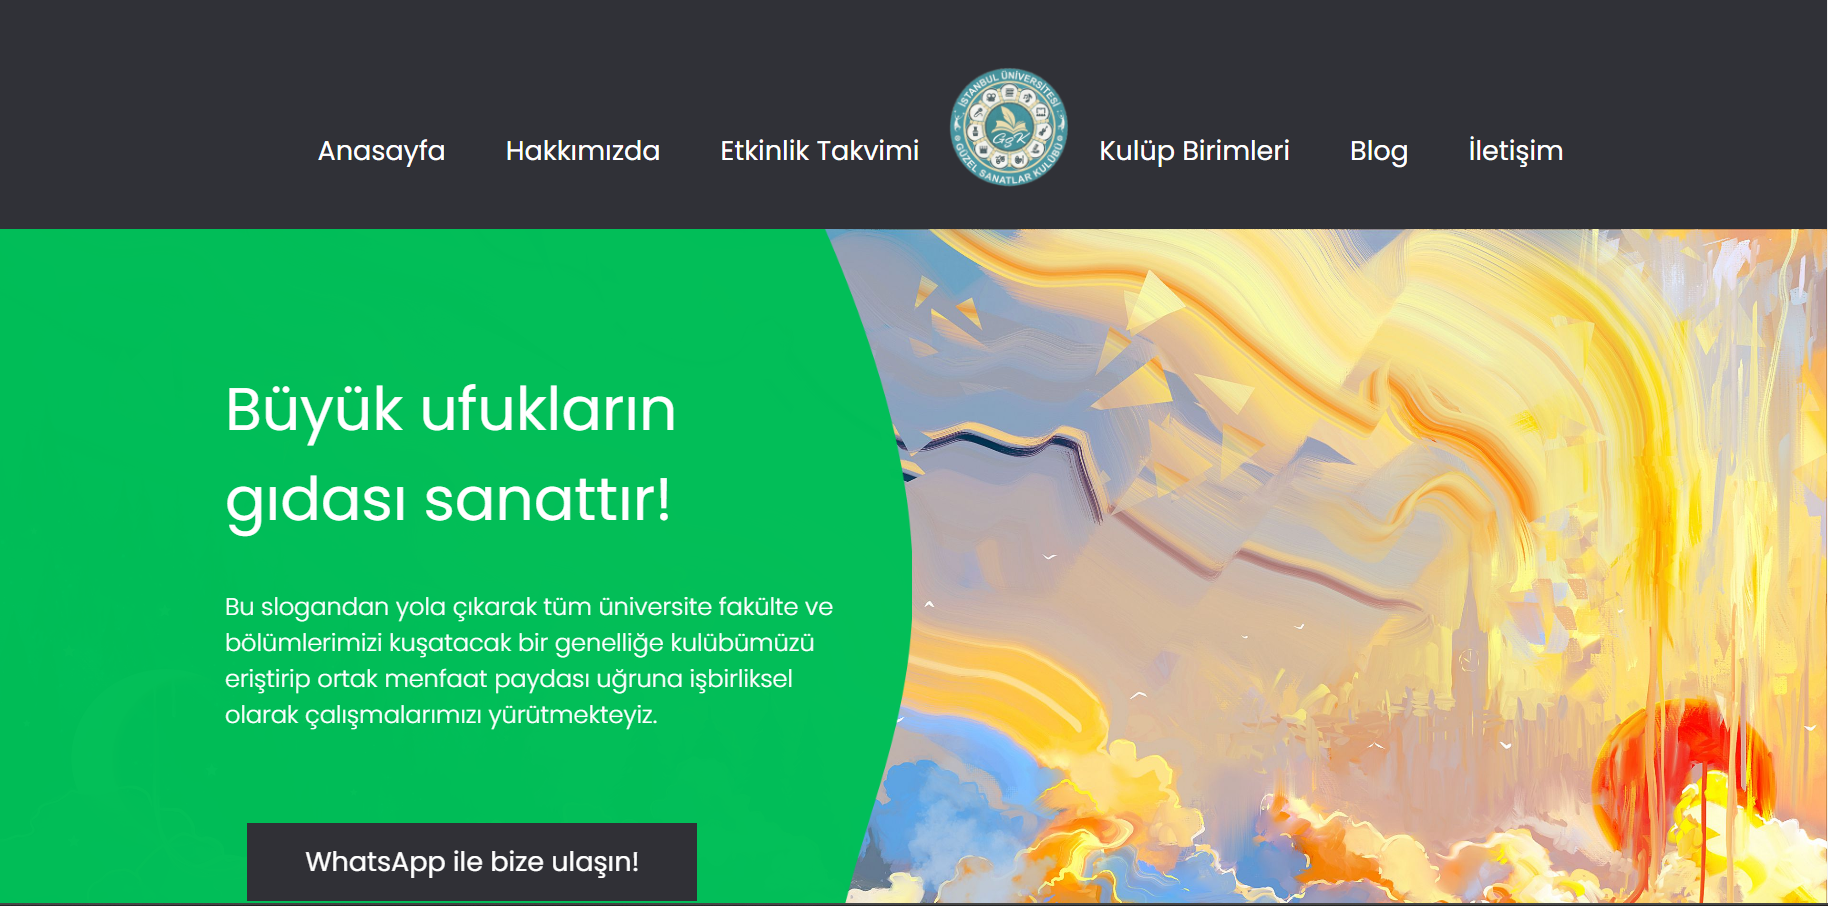 Anasayfa Hakkımızda Etkinlik Takvimi Kulüp Birimleri Blog İletişim
İSTANBUL ÜNİVERSİTESİ
GŞK
GÜZEL SANATLAR KULÜBÜ
Büyük ufukların
gıdası sanattır!
Bu slogandan yola çıkarak tüm üniversite fakülte ve
bölümlerimizi kuşatacak bir genelliğe kulübümüzü
eriştirip ortak menfaat paydası uğruna işbirliksel
olarak çalışmalarımızı yürütmekteyiz.
WhatsApp ile bize ulaşın!